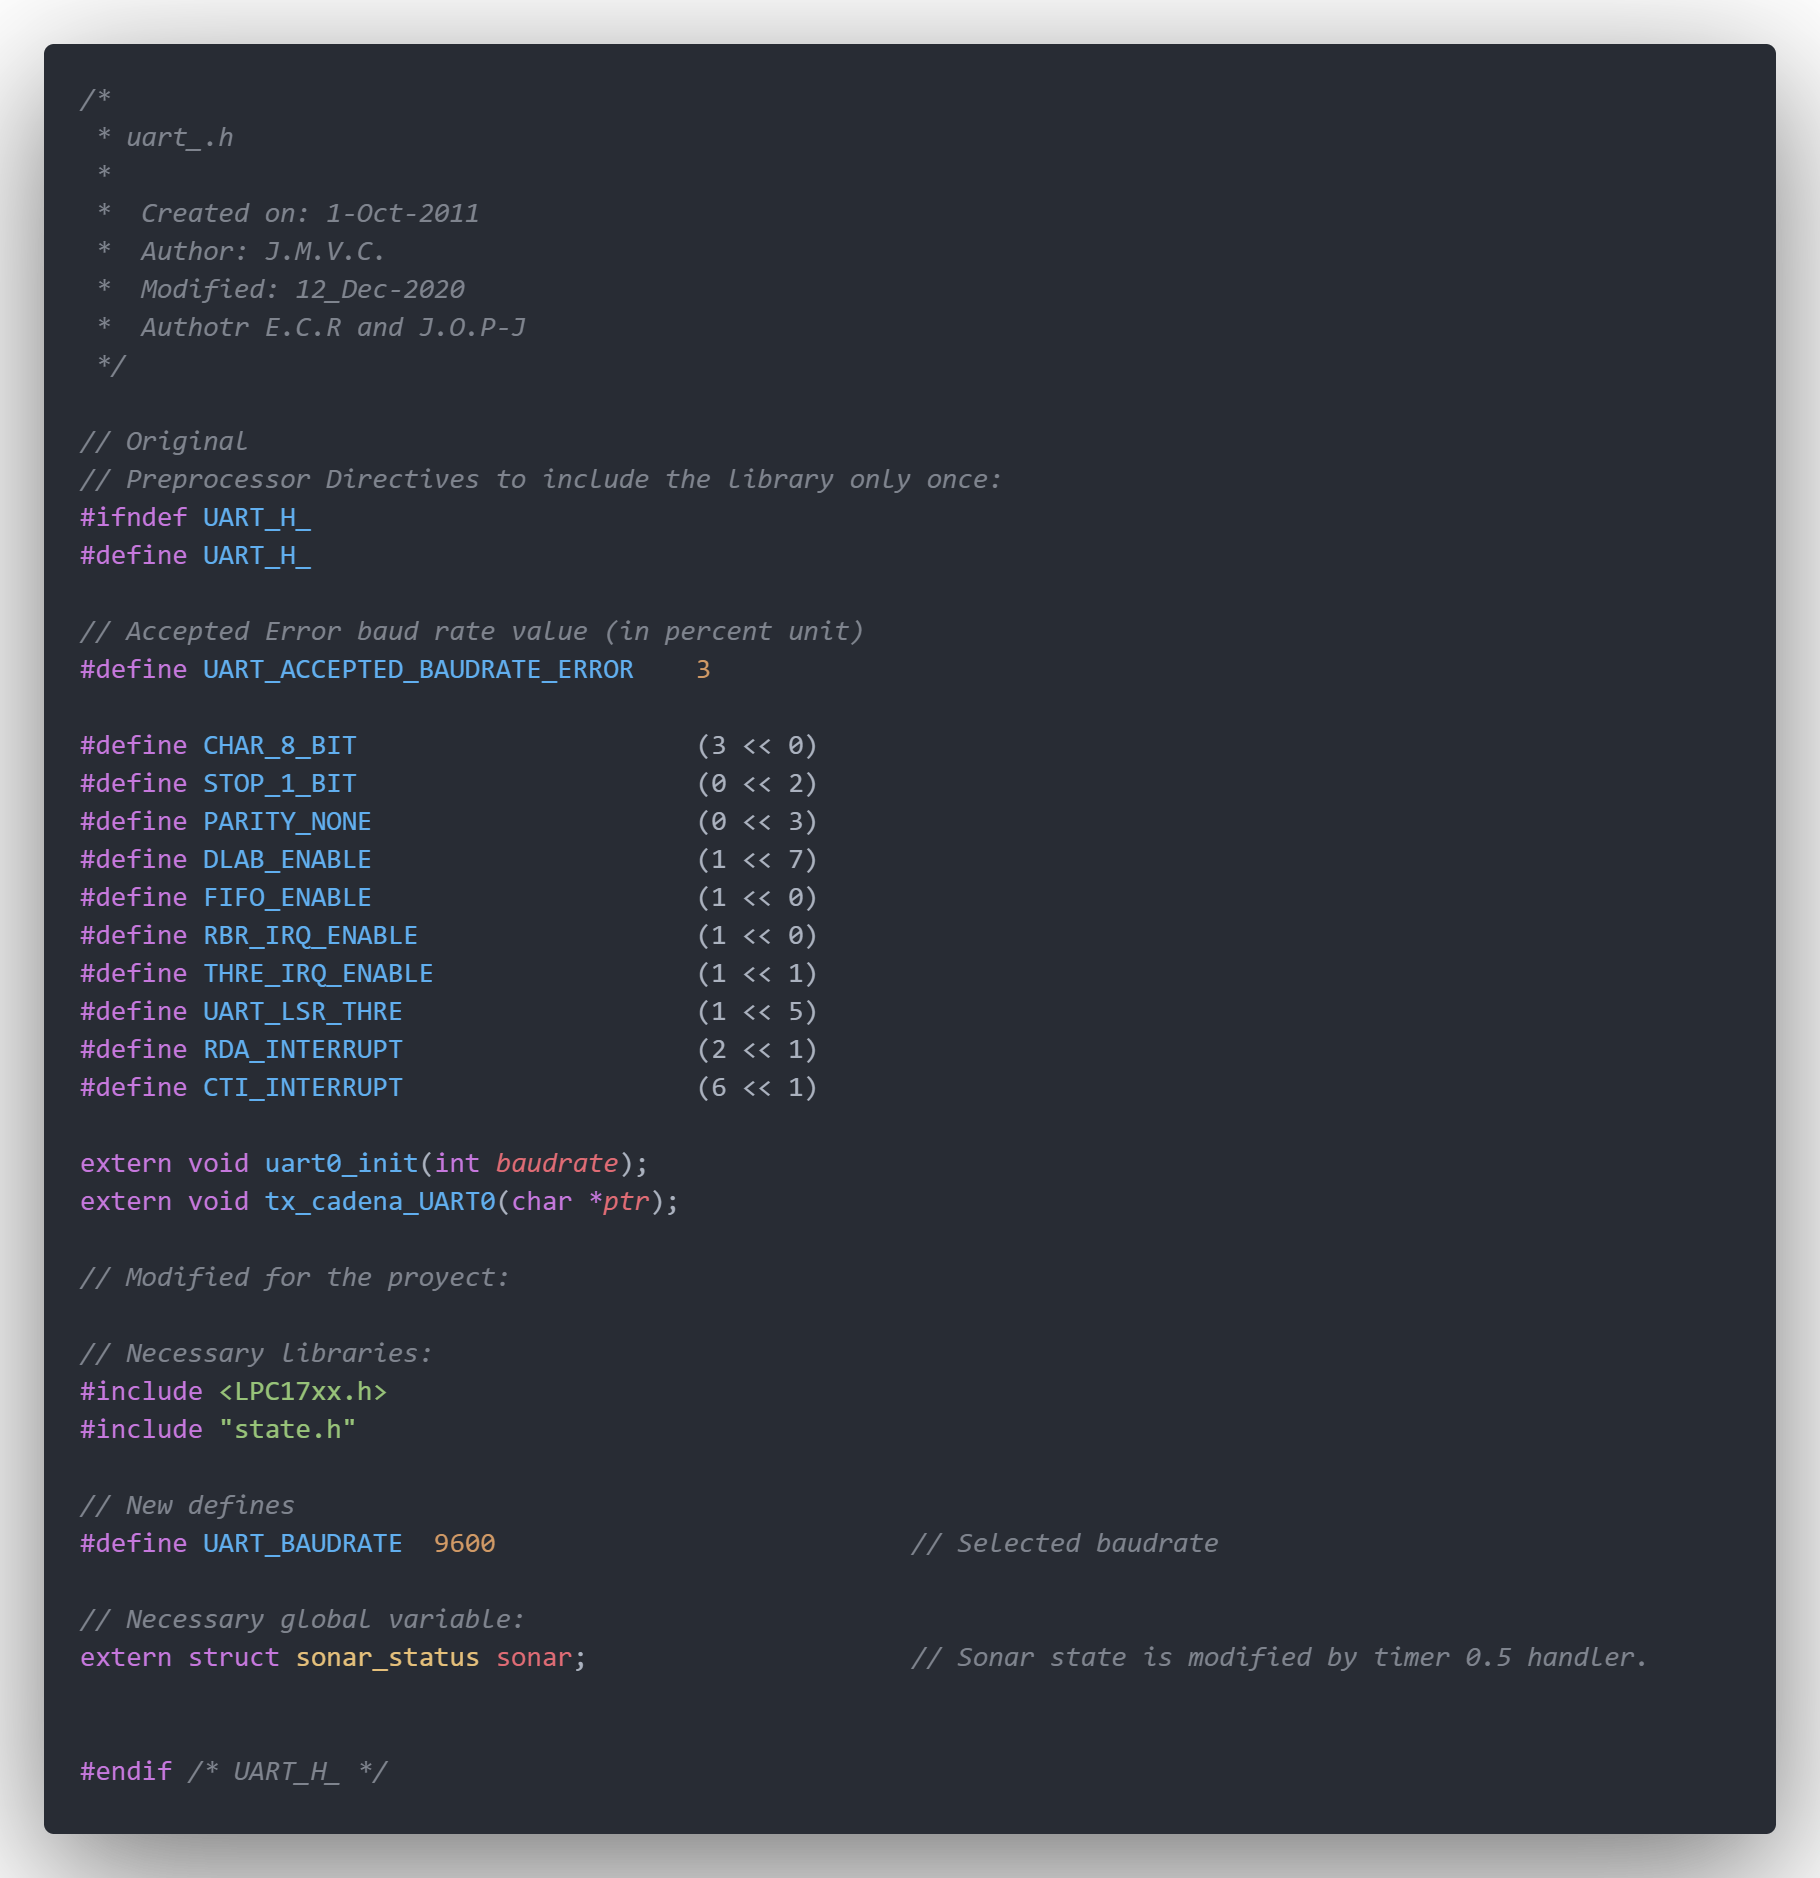 /*
 * uart_.h
 *
 *  Created on: 1-Oct-2011
 *  Author: J.M.V.C.
 *  Modified: 12_Dec-2020
 *  Authotr E.C.R and J.O.P-J
 */

// Original
// Preprocessor Directives to include the library only once:
#ifndef UART_H_
#define UART_H_

// Accepted Error baud rate value (in percent unit)
#define UART_ACCEPTED_BAUDRATE_ERROR    3

#define CHAR_8_BIT                      (3 << 0)
#define STOP_1_BIT                      (0 << 2)
#define PARITY_NONE                     (0 << 3)
#define DLAB_ENABLE                     (1 << 7)
#define FIFO_ENABLE                     (1 << 0)
#define RBR_IRQ_ENABLE                  (1 << 0)
#define THRE_IRQ_ENABLE                 (1 << 1)
#define UART_LSR_THRE                   (1 << 5)
#define RDA_INTERRUPT                   (2 << 1)
#define CTI_INTERRUPT                   (6 << 1)

extern void uart0_init(int baudrate);
extern void tx_cadena_UART0(char *ptr);

// Modified for the proyect:

// Necessary libraries:
#include <LPC17xx.h>
#include "state.h"

// New defines
#define UART_BAUDRATE  9600                           // Selected baudrate

// Necessary global variable:
extern struct sonar_status sonar;                     // Sonar state is modified by timer 0.5 handler.


#endif /* UART_H_ */